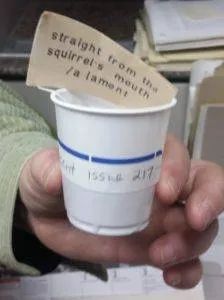 straight from the
squirrel's mouth
/a lament
issue 217